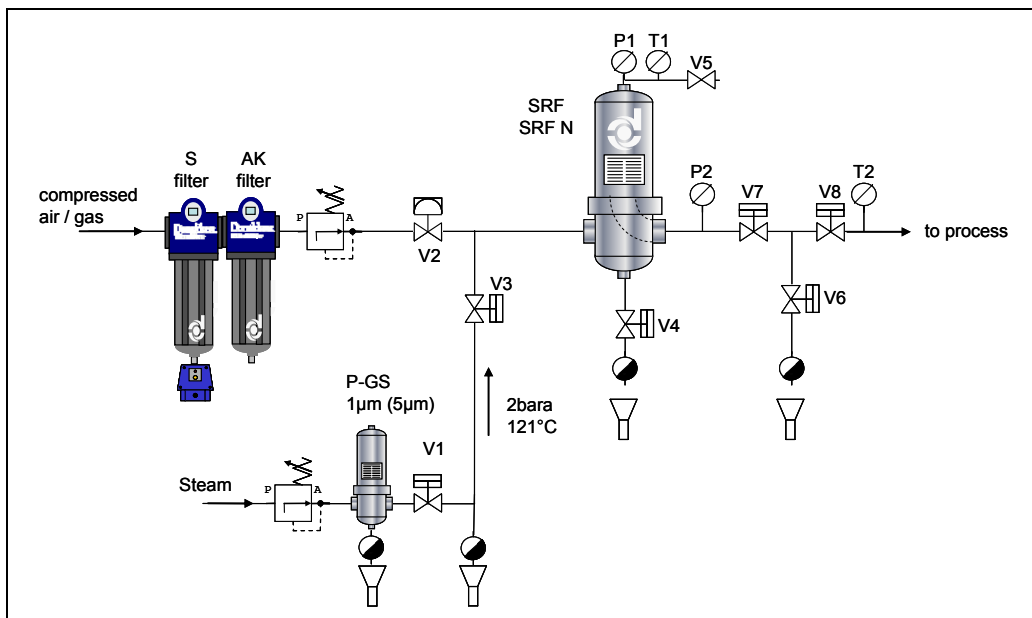 P1
T1
V5
SRF
SRF N
S
filter
AK
filter
compressed
air / gas
P
A
V2
P2
V7
V8
T2
to process
V3
V4
V6
P-GS
1µm (5µm)
2bara
121°C
V1
Steam
P
A